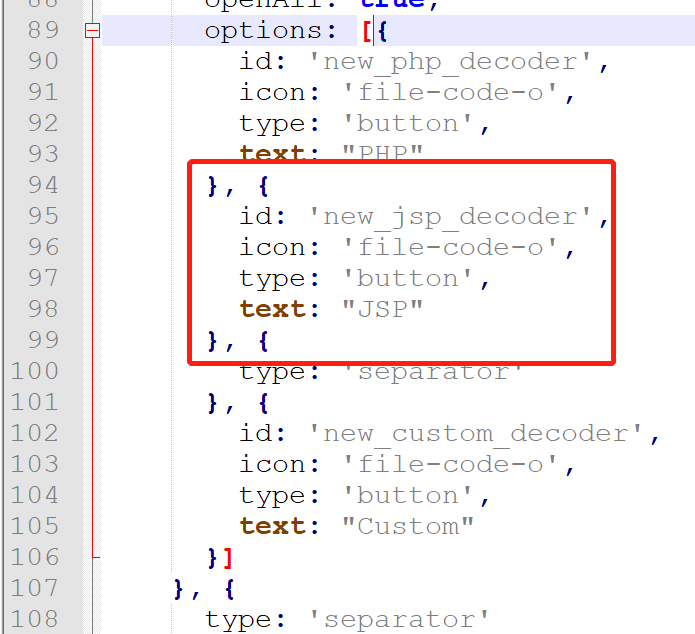 88 openAll: true,
89 options: [{
90 id: 'new_php_decoder',
91 icon: 'file-code-o',
92 type: 'button',
93 text: "PHP"
94 }, {
95 id: 'new_jsp_decoder',
96 icon: 'file-code-o',
97 type: 'button',
98 text: "JSP"
99 }, {
100 type: 'separator'
101 }, {
102 id: 'new_custom_decoder',
103 icon: 'file-code-o',
104 type: 'button',
105 text: "Custom"
106 }]
107 }, {
108 type: 'separator'